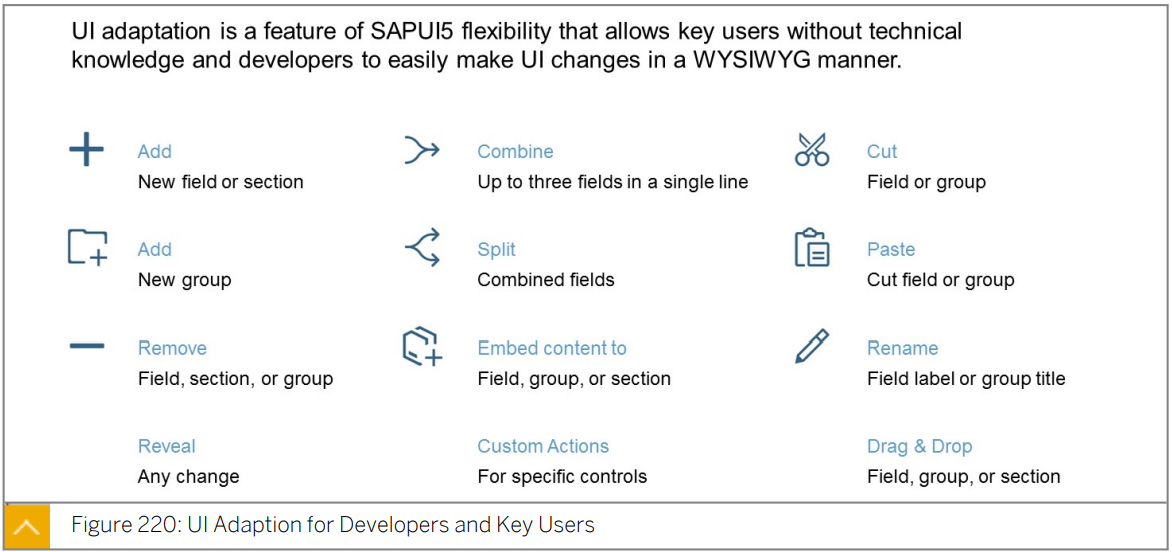 UI adaptation is a feature of SAPUI5 flexibility that allows key users without technical
knowledge and developers to easily make UI changes in a WYSIWYG manner.
Add
New field or section
Combine
Up to three fields in a single line
Cut
Field or group
Add
New group
Split
Combined fields
Paste
Cut field or group
Remove
Field, section, or group
Embed content to
Field, group, or section
Rename
Field label or group title
Reveal
Any change
Custom Actions
For specific controls
Drag & Drop
Field, group, or section
Figure 220: UI Adaption for Developers and Key Users